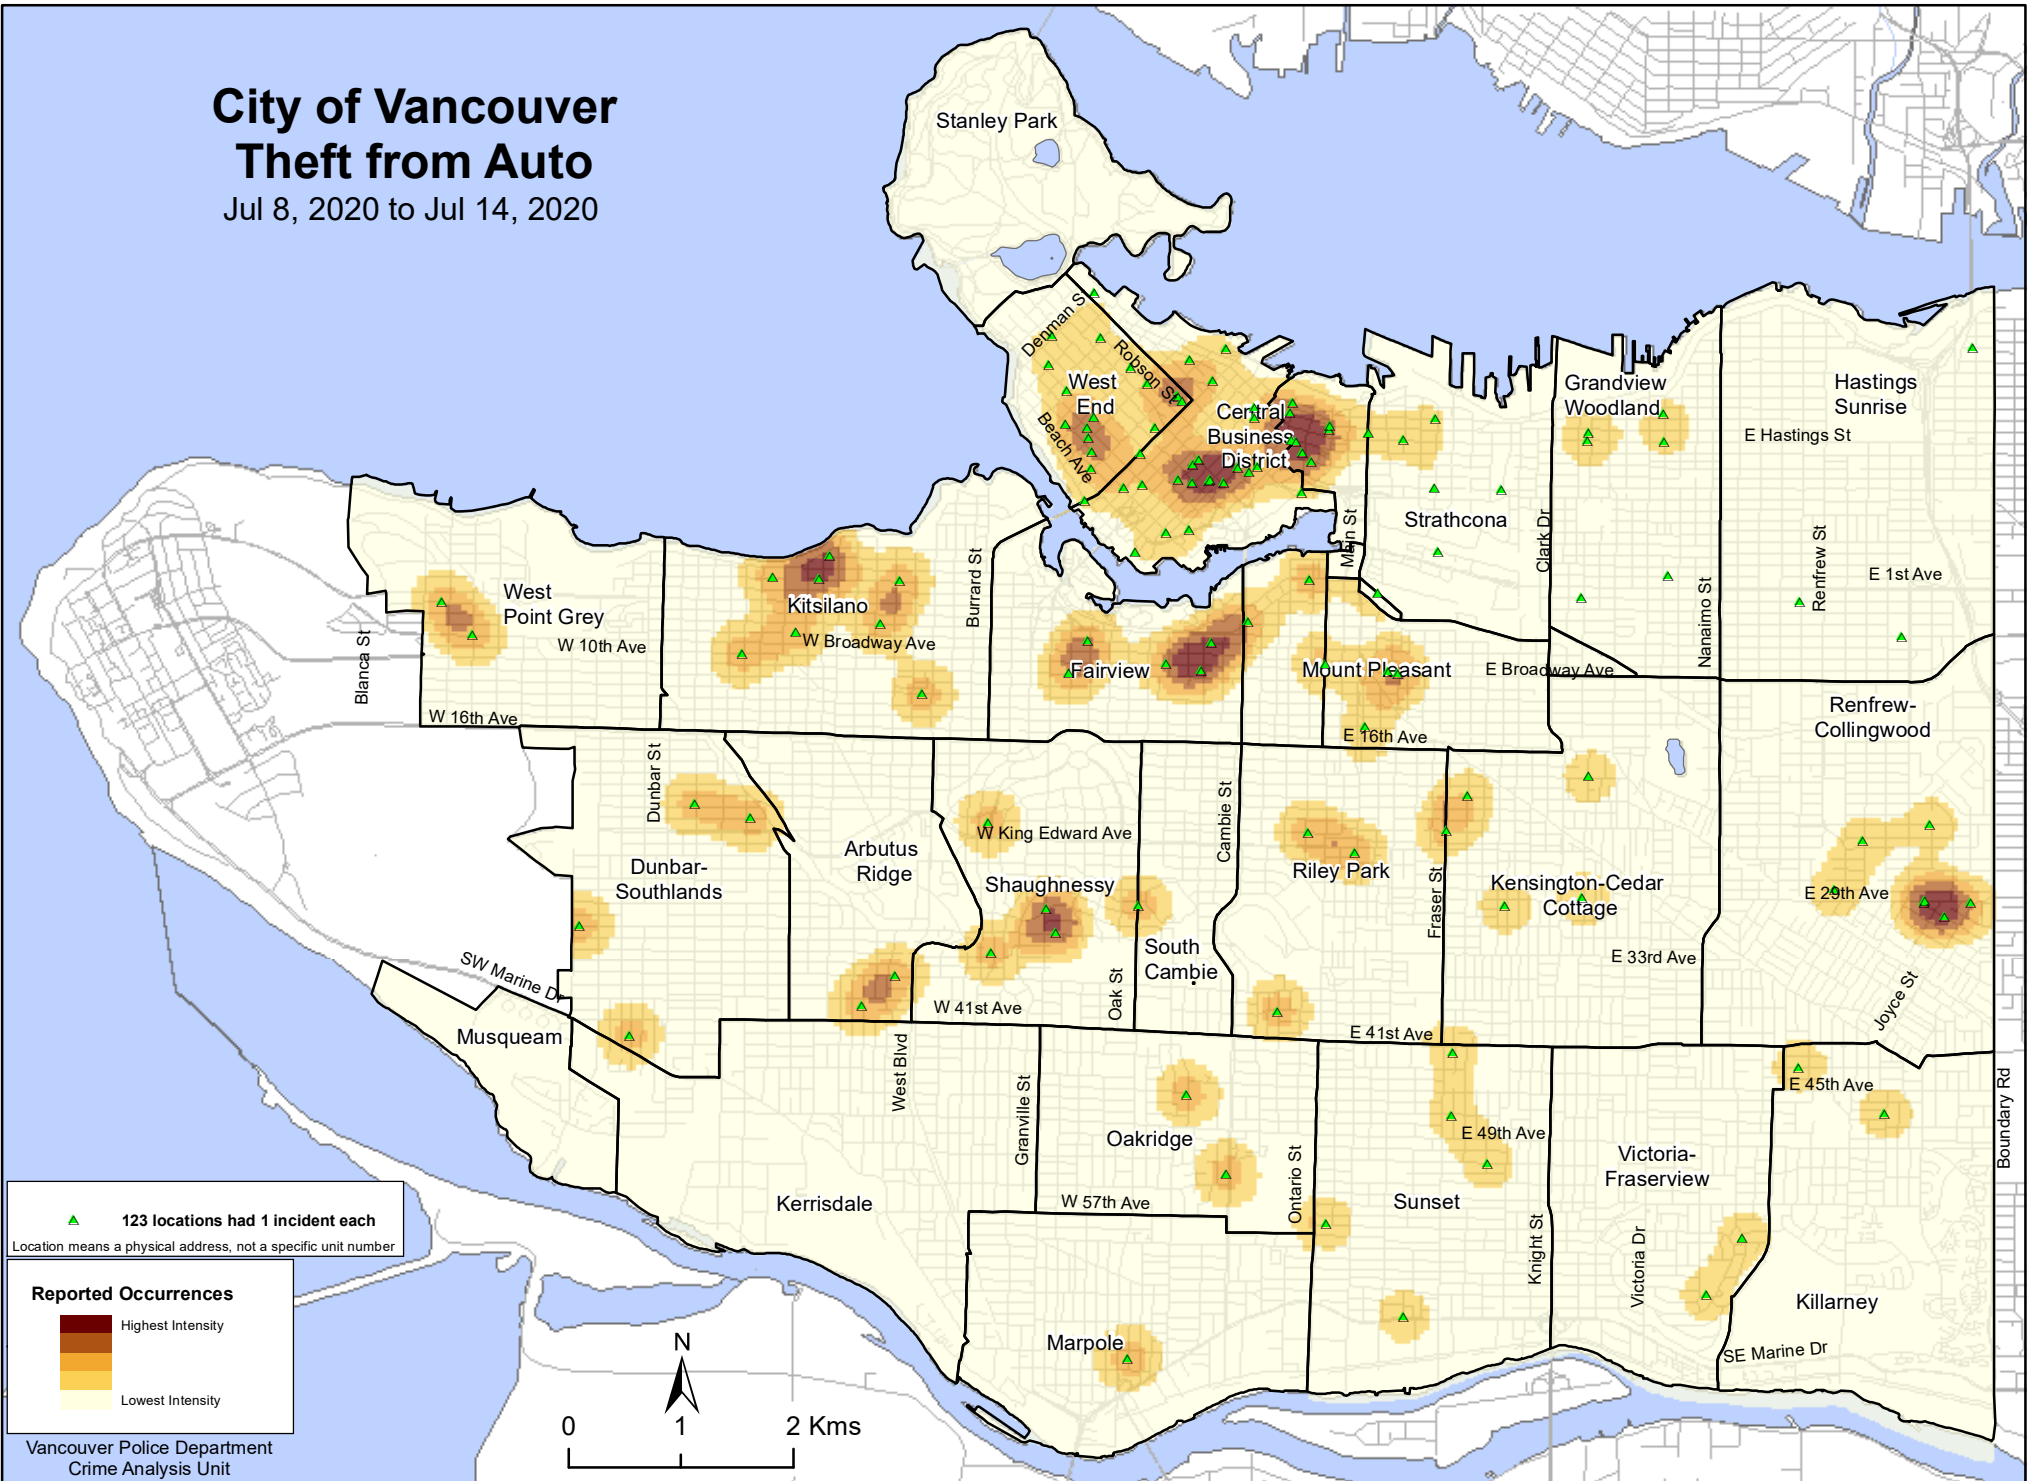 City of Vancouver
Theft from Auto
Jul 8, 2020 to Jul 14, 2020
Stanley Park
Denman S
Robson St
West
End
Beach Ave
Central
Business
District
Grandview
Woodland
Hastings
Sunrise
E Hastings St
Strathcona
Main St
Clark Dr
Nanaimo St
Renfrew St
E 1st Ave
West
Point Grey
Blanca St
W 10th Ave
W 16th Ave
Kitsilano
W Broadway Ave
Burrard St
Fairview
Mount Pleasant
E Broadway Ave
E 16th Ave
Renfrew-
Collingwood
Dunbar St
Dunbar-
Southlands
Arbutus
Ridge
W King Edward Ave
Shaughnessy
Cambie St
Riley Park
Fraser St
Kensington-Cedar
Cottage
E 29th Ave
South
Cambie
E 33rd Ave
SW Marine Dr
W 41st Ave
Oak St
E 41st Ave
Joyce St
Musqueam
West Blvd
Granville St
Oakridge
Ontario St
E 49th Ave
E 45th Ave
Boundary Rd
Victoria-
Fraserview
Kerrisdale
W 57th Ave
Sunset
Knight St
Victoria Dr
Killarney
Marpole
SE Marine Dr
123 locations had 1 incident each
Location means a physical address, not a specific unit number
Reported Occurrences
Highest Intensity
Lowest Intensity
Vancouver Police Department
Crime Analysis Unit
N
0 1 2 Kms